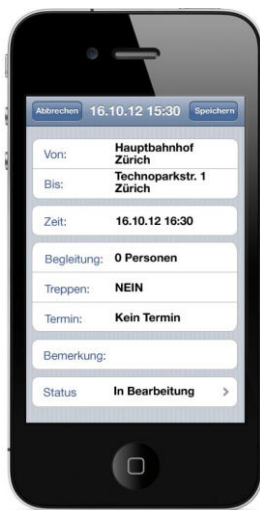 Abbrechen 16.10.12 15:30 Speichern
Von: Hauptbahnhof
Zürich
Bis: Technoparkstr. 1
Zürich
Zeit: 16.10.12 16:30
Begleitung: 0 Personen
Treppen: NEIN
Termin: Kein Termin
Bemerkung:
Status In Bearbeitung